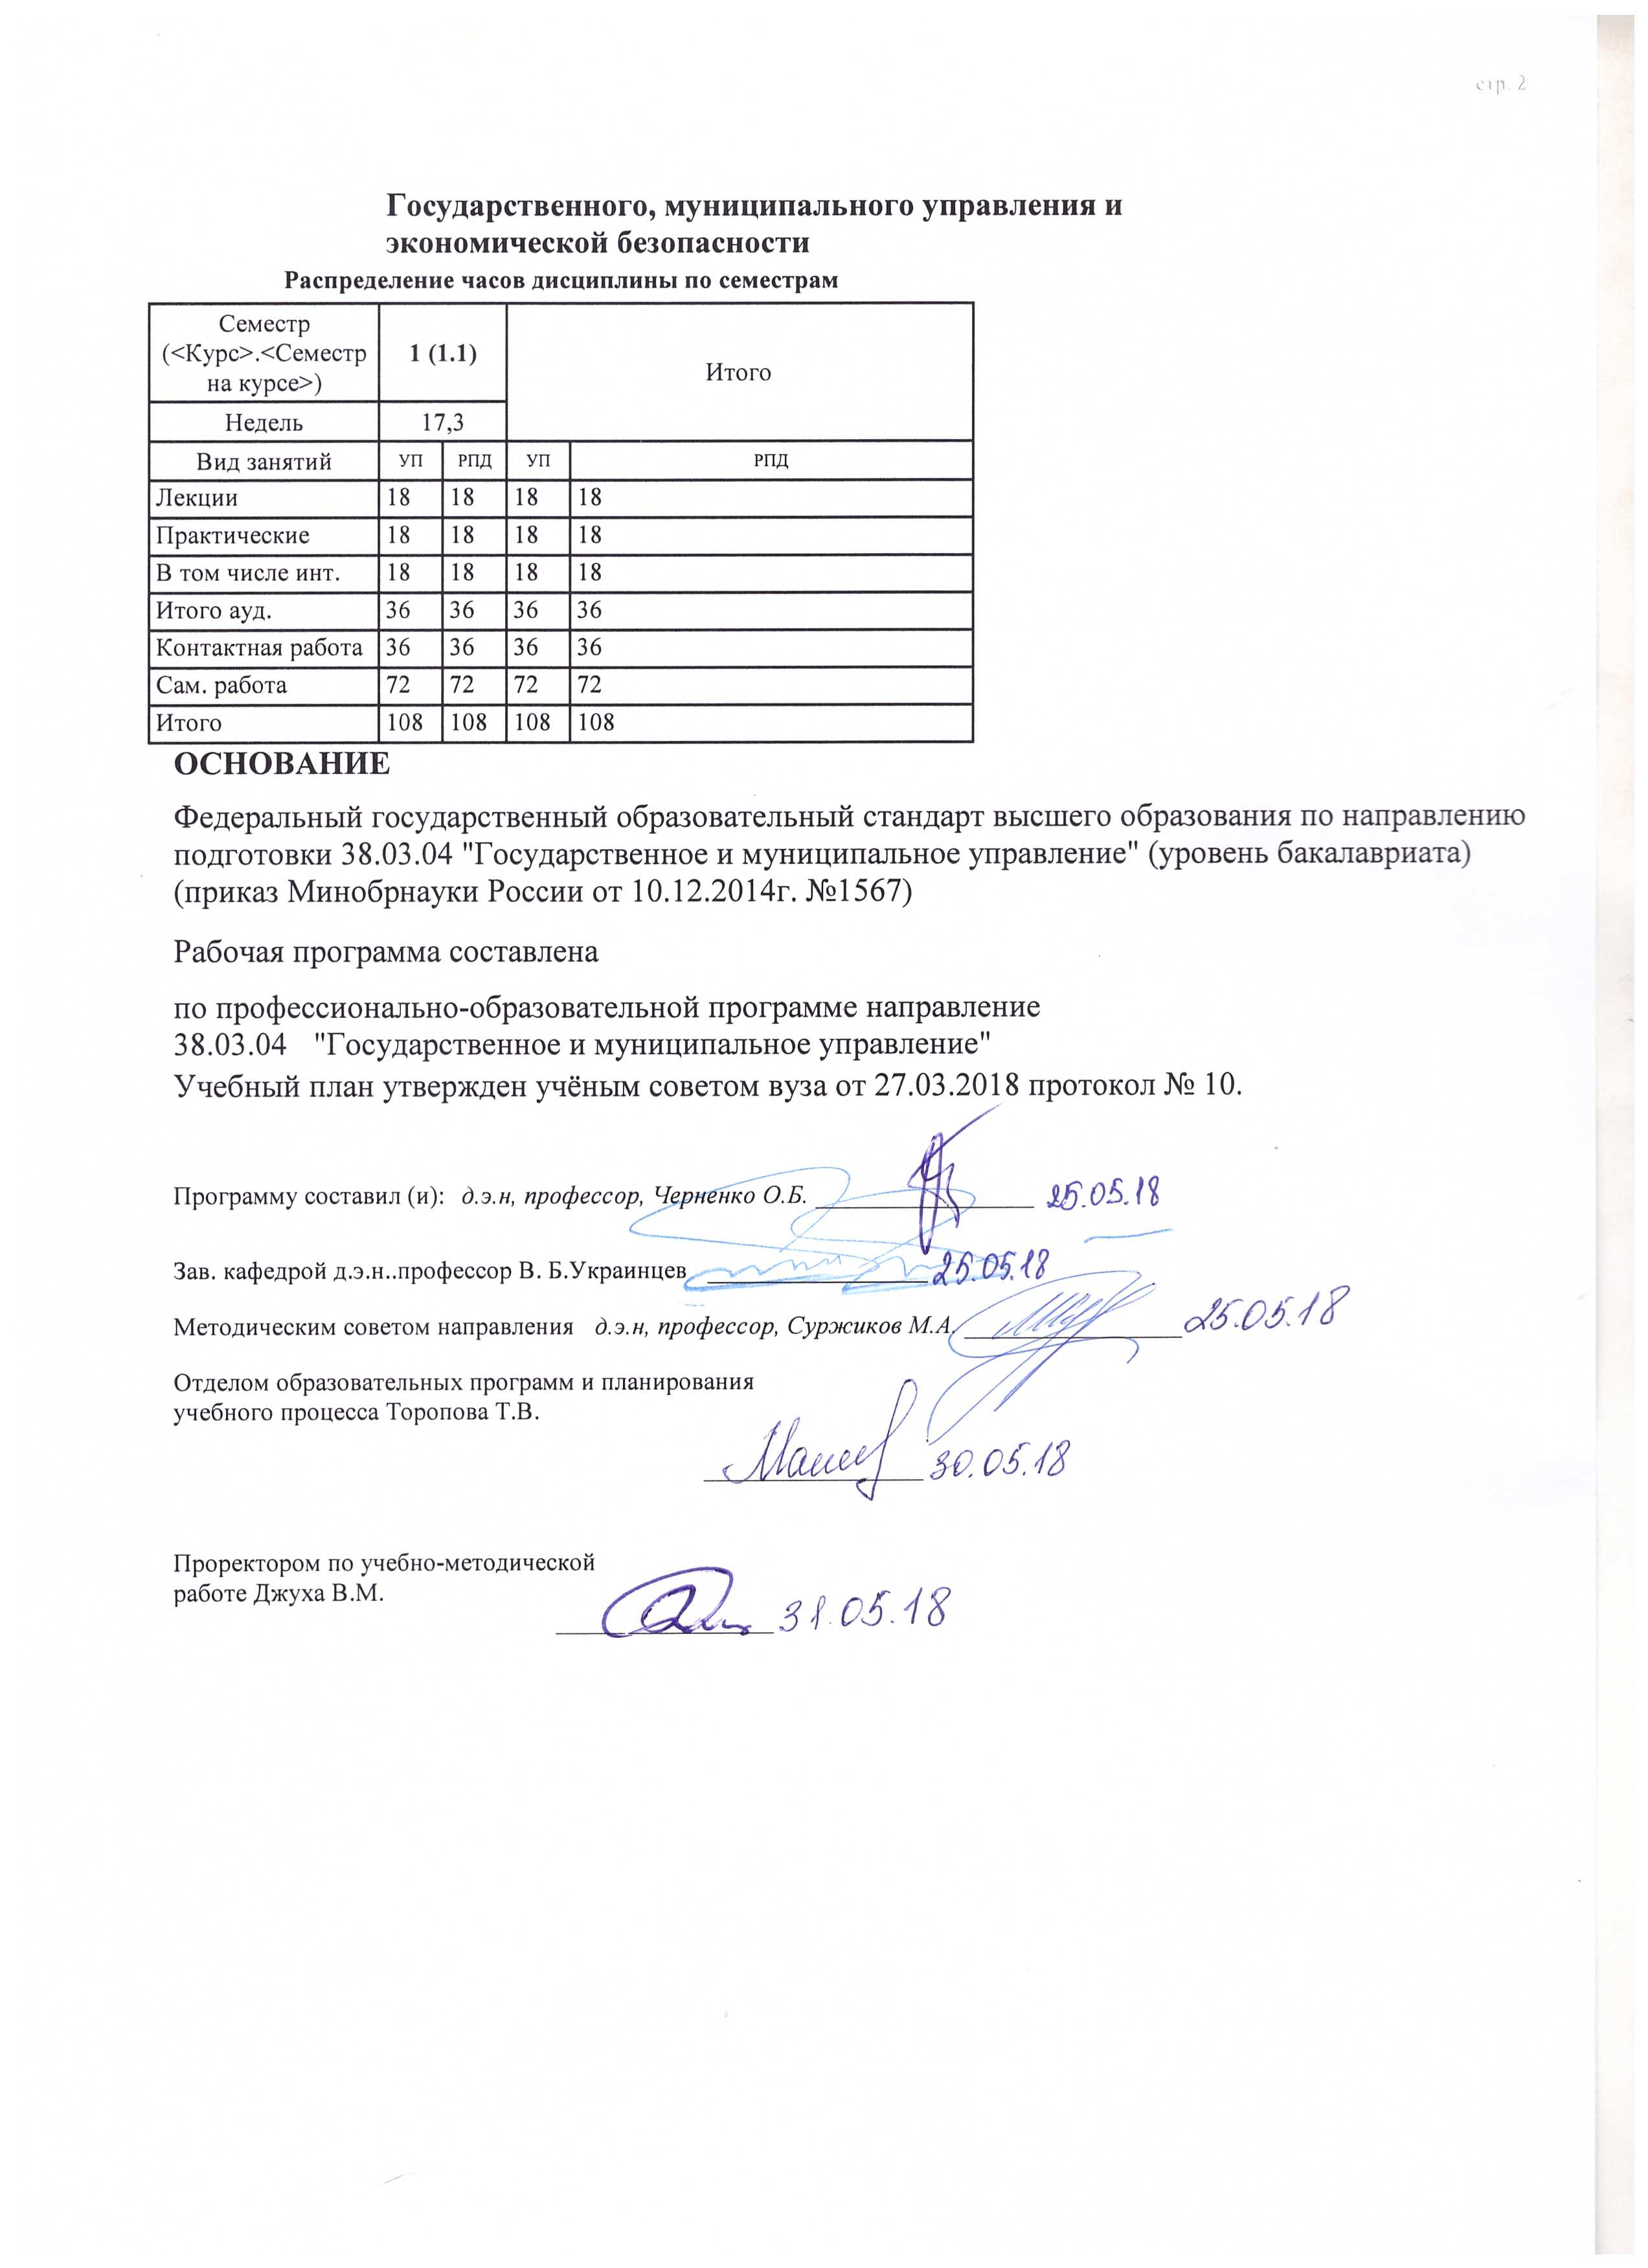 стр. 2
Государственного, муниципального управления и
экономической безопасности
Распределение часов дисциплины по семестрам
Семестр
(<Курс>.<Семестр
на курсе>)
1 (1.1)
Итого
Недель 17,3
Вид занятий УП РПД УП РПД
Лекции 18 18 18 18
Практические 18 18 18 18
В том числе инт. 18 18 18 18
Итого ауд. 36 36 36 36
Контактная работа 36 36 36 36
Сам. работа 72 72 72 72
Итого 108 108 108 108
ОСНОВАНИЕ
Федеральный государственный образовательный стандарт высшего образования по направлению
подготовки 38.03.04 "Государственное и муниципальное управление" (уровень бакалавриата)
(приказ Минобрнауки России от 10.12.2014г. №1567)
Рабочая программа составлена
по профессионально-образовательной программе направление
38.03.04 "Государственное и муниципальное управление"
Учебный план утвержден учёным советом вуза от 27.03.2018 протокол № 10.
Программу составил (и): д.э.н, профессор, Черненко О.Б. 25.05.18
Зав. кафедрой д.э.н..профессор В. Б.Украинцев 25.05.18
Методическим советом направления д.э.н, профессор, Суржиков М.А. 25.05.18
Отделом образовательных программ и планирования
учебного процесса Торопова Т.В.
30.05.18
Проректором по учебно-методической
работе Джуха В.М.
31.05.18